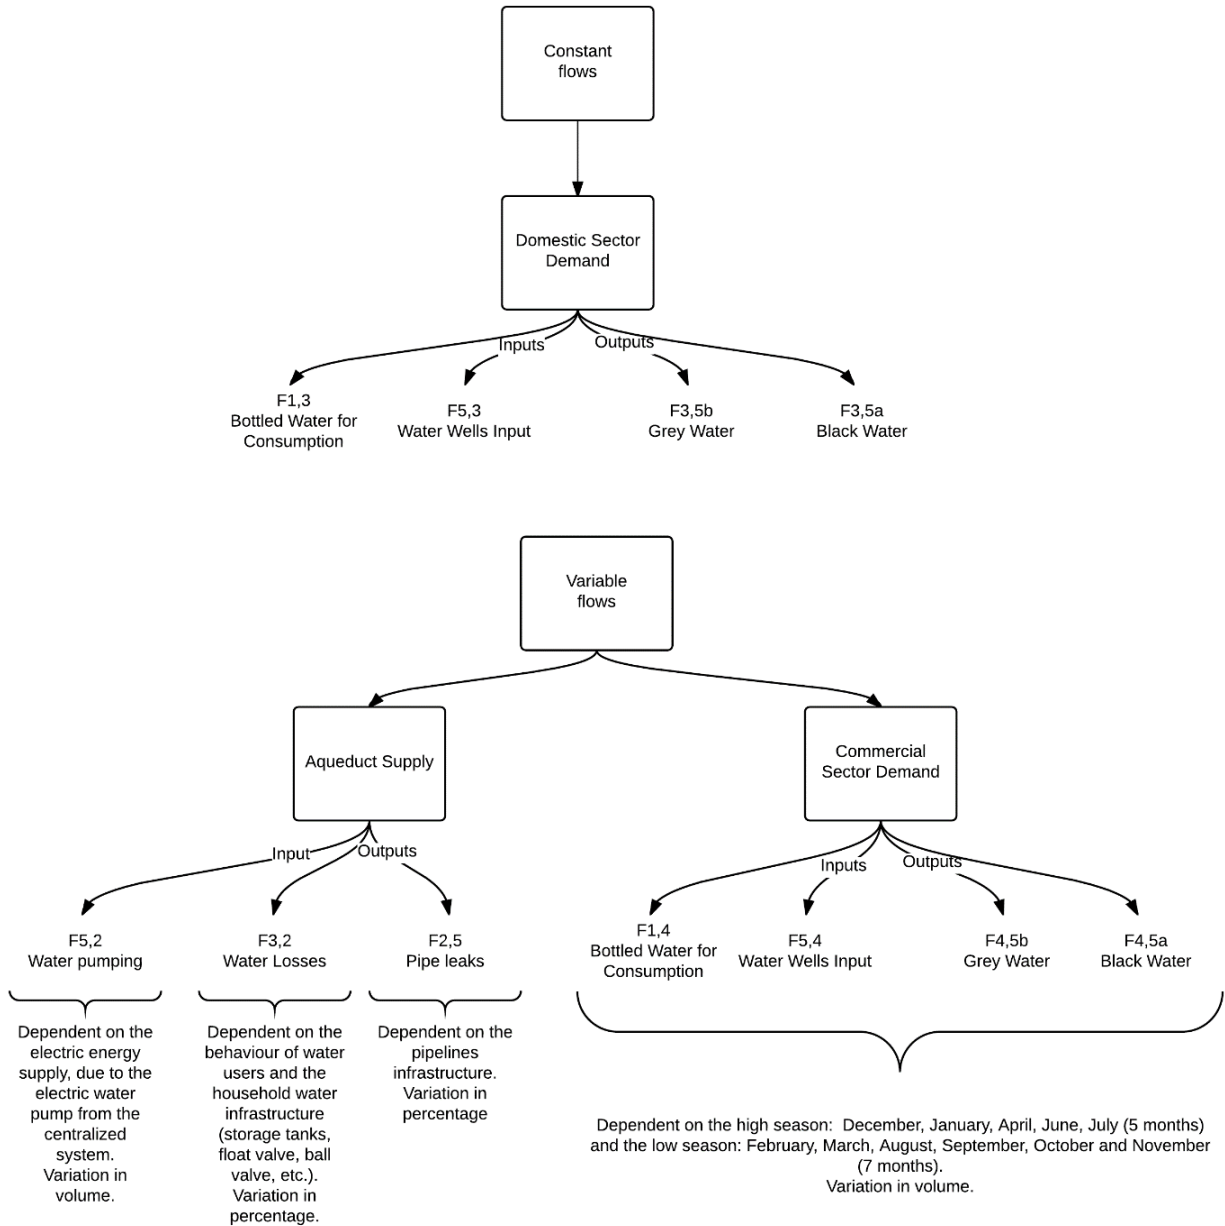 Constant
flows
Domestic Sector
Demand
Inputs
Outputs
F1,3
Bottled Water for
Consumption
F5,3
Water Wells Input
F3,5b
Grey Water
F3,5a
Black Water
Variable
flows
Aqueduct Supply
Commercial
Sector Demand
Input
Outputs
Inputs
Outputs
F5,2
Water pumping
F3,2
Water Losses
F2,5
Pipe leaks
F1,4
Bottled Water for
Consumption
F5,4
Water Wells Input
F4,5b
Grey Water
F4,5a
Black Water
Dependent on the
electric energy
supply, due to the
electric water
pump from the
centralized
system.
Variation in
volume.
Dependent on the
behaviour of water
users and the
household water
infrastructure
(storage tanks,
float valve, ball
valve, etc.).
Variation in
percentage.
Dependent on the
pipelines
infrastructure.
Variation in
percentage
Dependent on the high season:  December, January, April, June, July (5 months)
and the low season: February, March, August, September, October and November
(7 months).
Variation in volume.